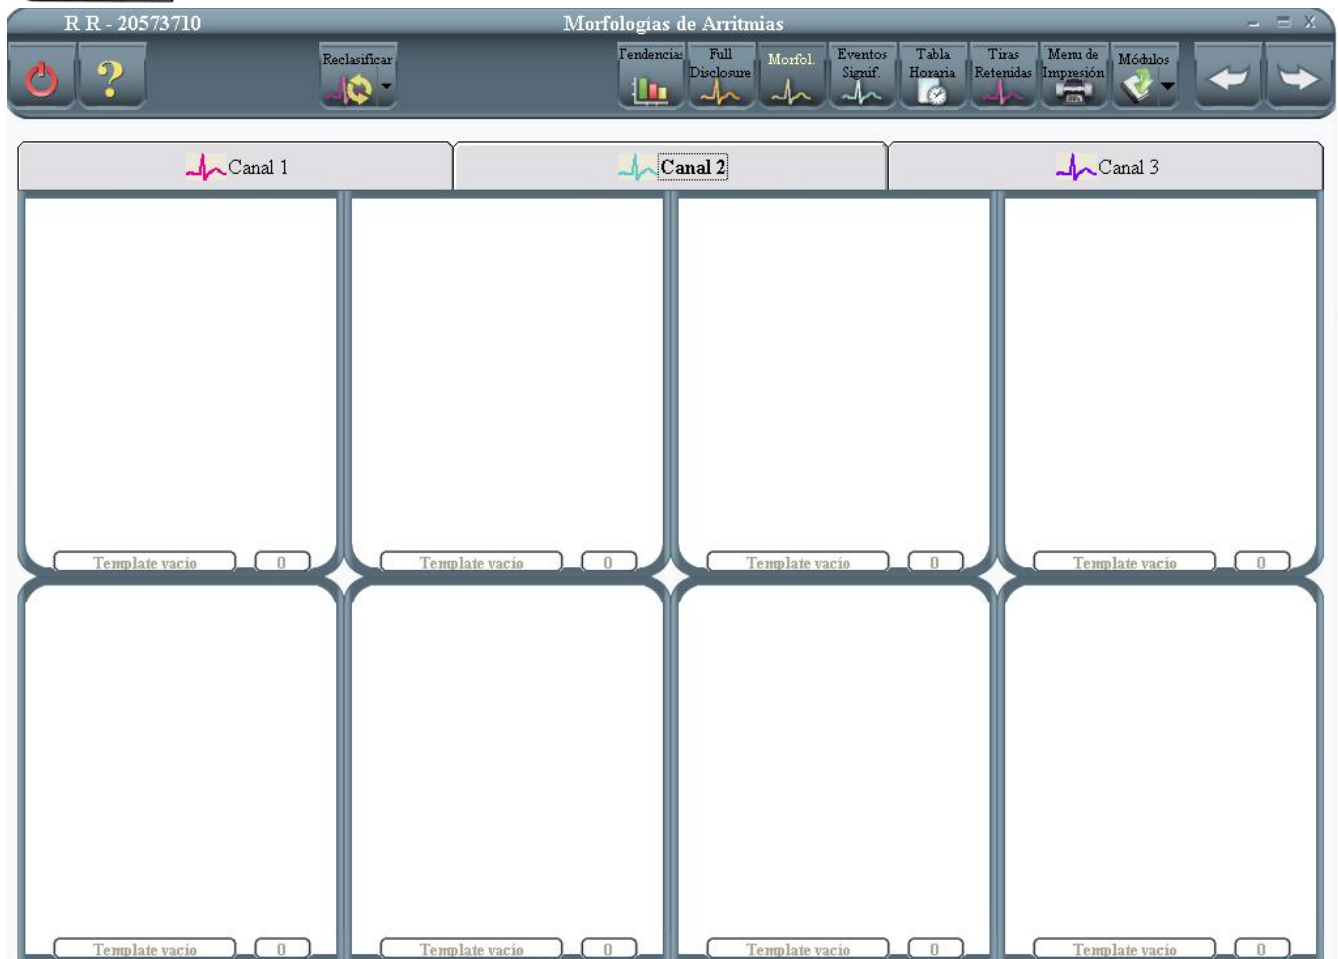 R R - 20573710 Morfologías de Arritmias
Reclasificar
Tendencias
Full Disclosure
Morfol.
Eventos Signif.
Tabla Horaria
Tiras Retenidas
Menu de Impresión
Módulos
Canal 1 Canal 2 Canal 3
Template vacío 0 Template vacío 0 Template vacío 0 Template vacío 0
Template vacío 0 Template vacío 0 Template vacío 0 Template vacío 0